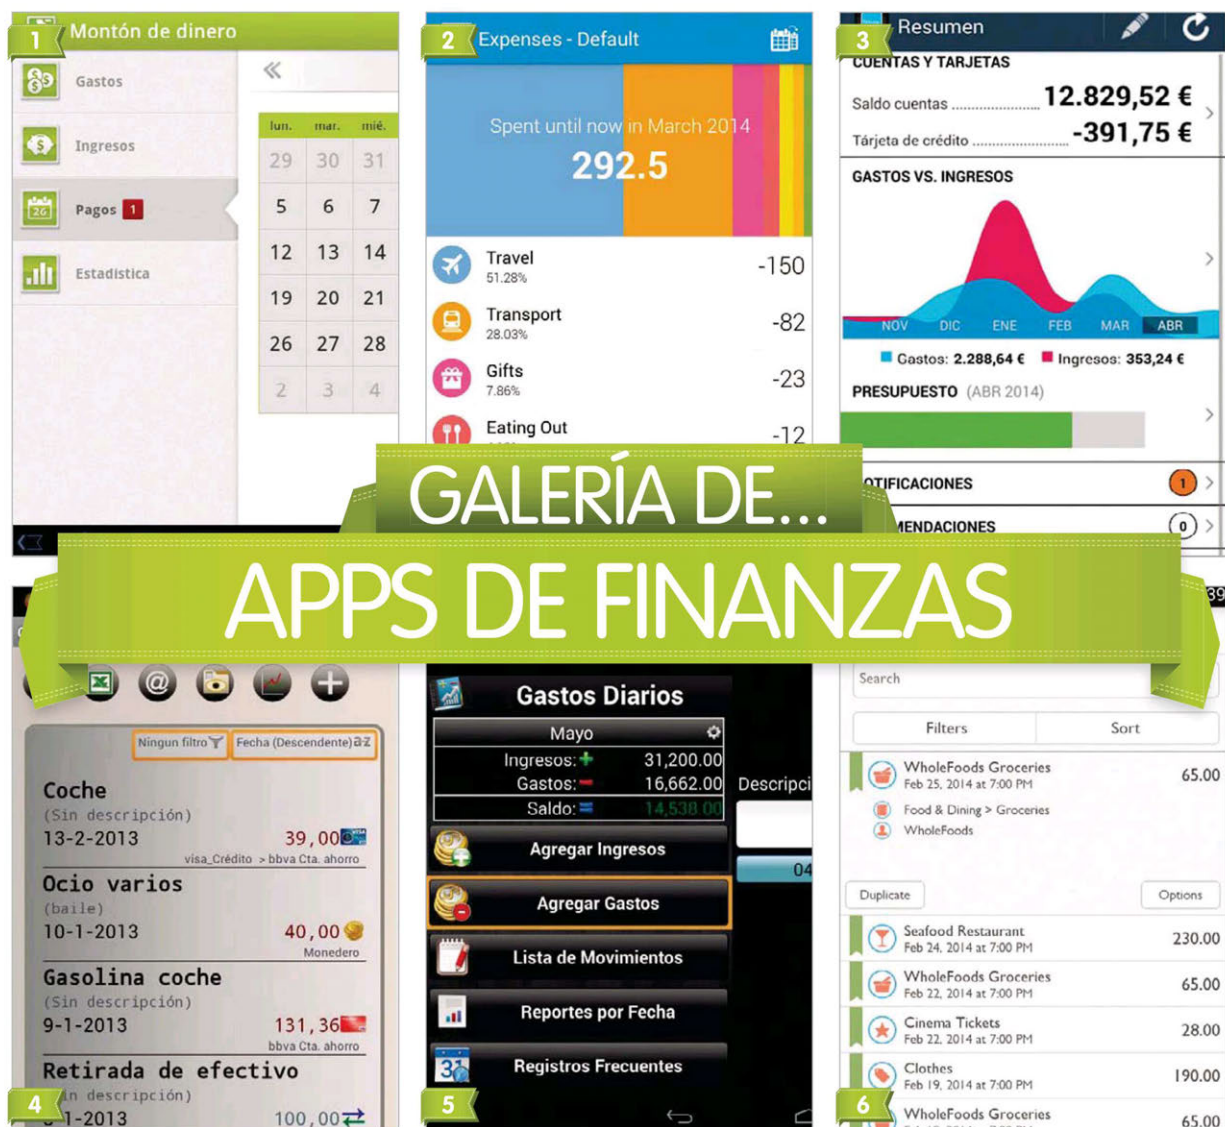 1
Montón de dinero
Gastos
Ingresos
Pagos 1
Estadistica
lun. mar. mié.
29 30 31
5 6 7
12 13 14
19 20 21
26 27 28
2 3 4
2
Expenses - Default
Spent until now in March 2014
292.5
Travel
51.28%
-150
Transport
28.03%
-82
Gifts
7.86%
-23
Eating Out
-12
3
Resumen
CUENTAS Y TARJETAS
Saldo cuentas ..................... 12.829,52 €
Tárjeta de crédito ..................... -391,75 €
GASTOS VS. INGRESOS
NOV DIC ENE FEB MAR ABR
Gastos: 2.288,64 € Ingresos: 353,24 €
PRESUPUESTO (ABR 2014)
OTIFICACIONES 1
MENDACIONES 0
GALERÍA DE...
APPS DE FINANZAS
@
Ningun filtro Fecha (Descendente) a-z
Coche
(Sin descripción)
13-2-2013 39,00 VISA
visa_Crédito > bbva Cta. ahorro
Ocio varios
(baile)
10-1-2013 40,00
Monedero
Gasolina coche
(Sin descripción)
9-1-2013 131,36
bbva Cta. ahorro
Retirada de efectivo
in descripción)
1-2013 100,00
4
Gastos Diarios
Mayo
Ingresos: 31,200.00
Gastos: 16,662.00
Saldo: 14,538.00
Descripci
04
Agregar Ingresos
Agregar Gastos
Lista de Movimientos
Reportes por Fecha
31
Registros Frecuentes
5
39
Search
Filters Sort
WholeFoods Groceries
Feb 25, 2014 at 7:00 PM
65.00
Food & Dining > Groceries
WholeFoods
Duplicate Options
Seafood Restaurant
Feb 24, 2014 at 7:00 PM
230.00
WholeFoods Groceries
Feb 22, 2014 at 7:00 PM
65.00
Cinema Tickets
Feb 22, 2014 at 7:00 PM
28.00
Clothes
Feb 19, 2014 at 7:00 PM
190.00
WholeFoods Groceries
65.00
6